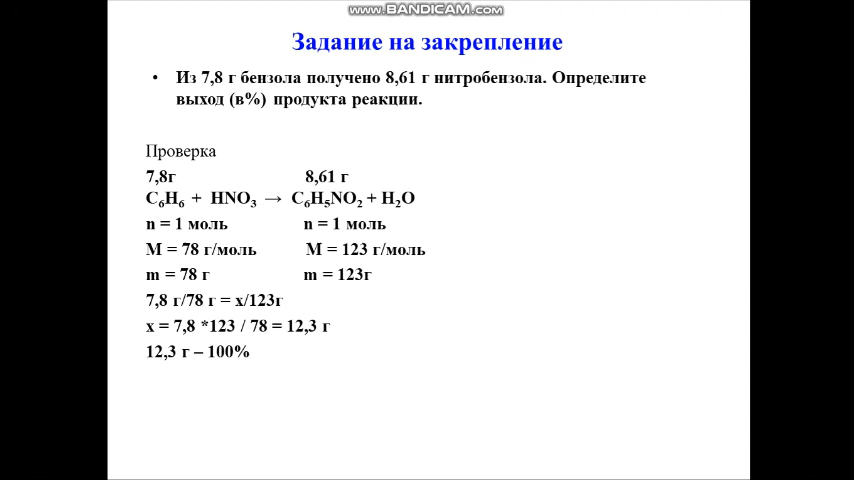 www.BANDICAM.com
Задание на закрепление
• Из 7,8 г бензола получено 8,61 г нитробензола. Определите
выход (в%) продукта реакции.
Проверка
7,8г 8,61 г
C₆H₆ + HNO₃ → C₆H₅NO₂ + H₂O
n = 1 моль n = 1 моль
M = 78 г/моль M = 123 г/моль
m = 78 г m = 123г
7,8 г/78 г = x/123г
x = 7,8 *123 / 78 = 12,3 г
12,3 г – 100%